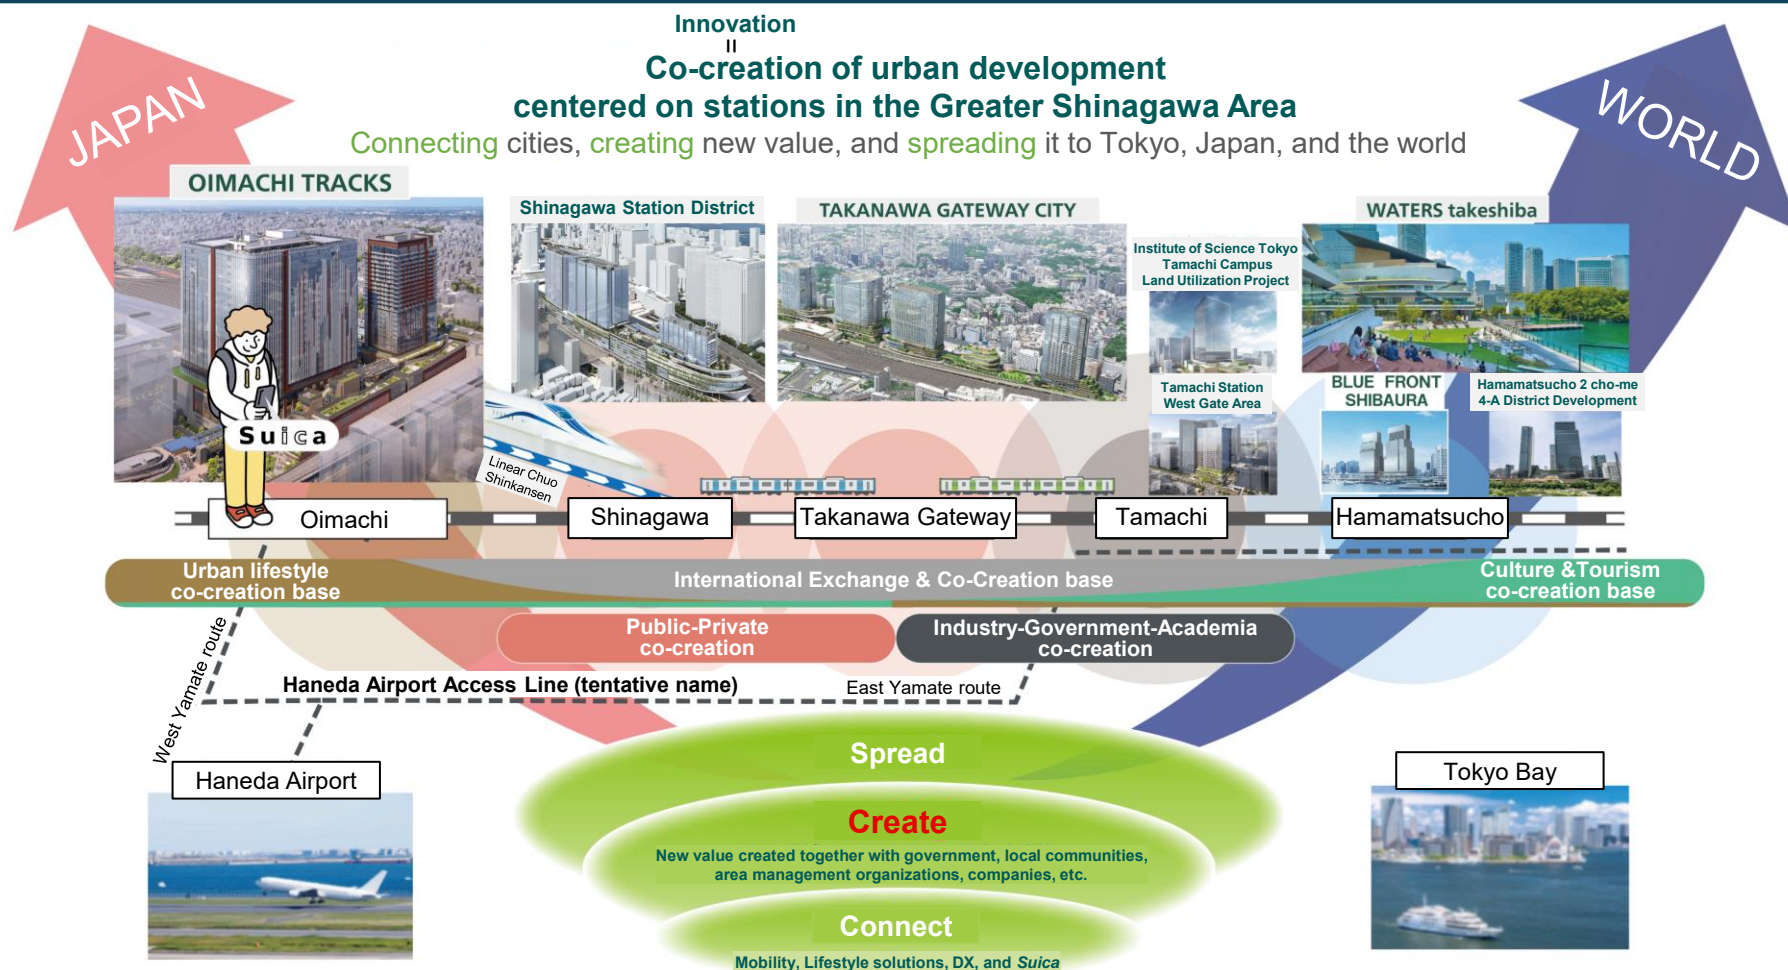 Innovation
=
Co-creation of urban development
centered on stations in the Greater Shinagawa Area
Connecting cities, creating new value, and spreading it to Tokyo, Japan, and the world
JAPAN
WORLD
OIMACHI TRACKS
Shinagawa Station District
TAKANAWA GATEWAY CITY
Institute of Science Tokyo
Tamachi Campus
Land Utilization Project
WATERS takeshiba
Tamachi Station
West Gate Area
BLUE FRONT
SHIBAURA
Hamamatsucho 2 cho-me
4-A District Development
Suica
Linear Chuo
Shinkansen
Oimachi
Shinagawa
Takanawa Gateway
Tamachi
Hamamatsucho
Urban lifestyle
co-creation base
International Exchange & Co-Creation base
Culture &Tourism
co-creation base
Public-Private
co-creation
Industry-Government-Academia
co-creation
West Yamate route
Haneda Airport Access Line (tentative name)
East Yamate route
Haneda Airport
Tokyo Bay
Spread
Create
New value created together with government, local communities,
area management organizations, companies, etc.
Connect
Mobility, Lifestyle solutions, DX, and Suica